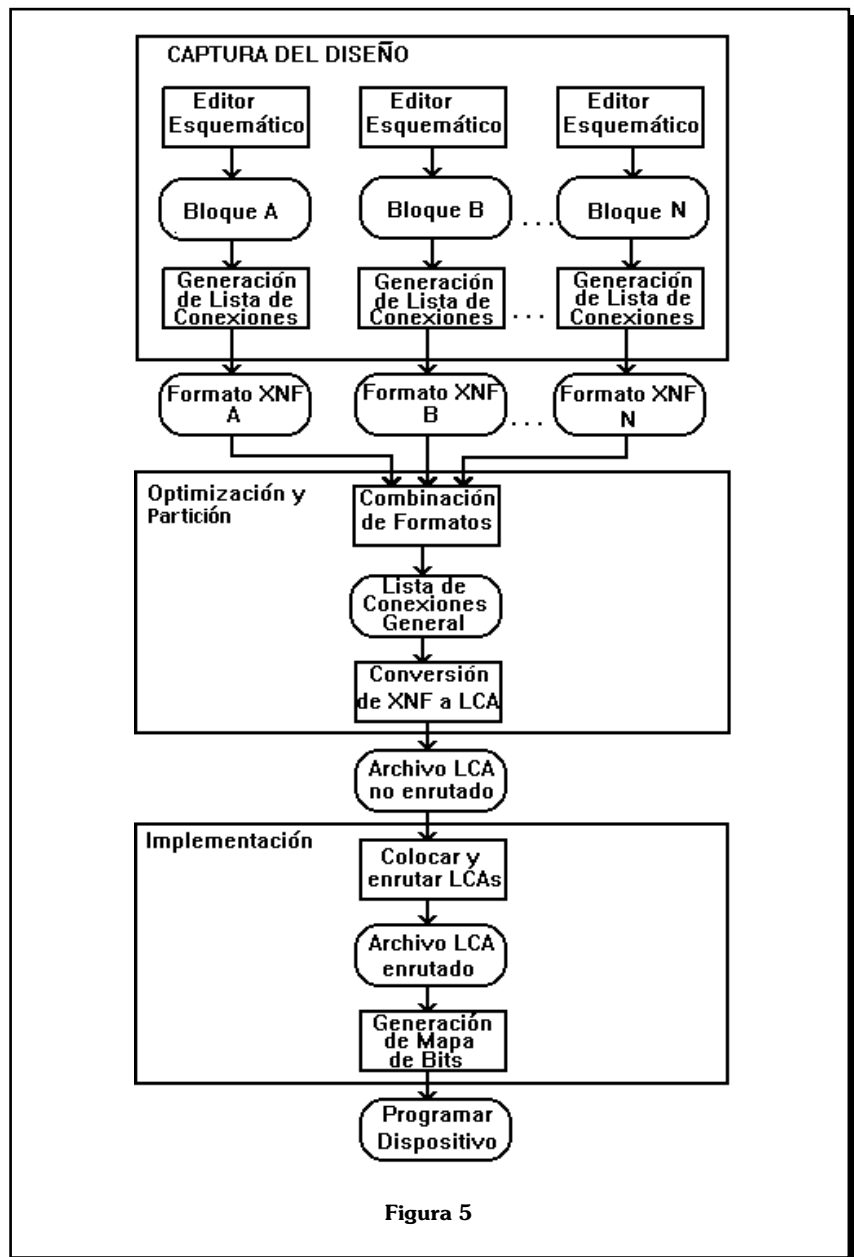 CAPTURA DEL DISEÑO
Editor
Esquemático
Editor
Esquemático
Editor
Esquemático
Bloque A
Bloque B
. . .
Bloque N
Generación
de Lista de
Conexiones
Generación
de Lista de
Conexiones
. . .
Generación
de Lista de
Conexiones
Formato XNF
A
Formato XNF
B
. . .
Formato XNF
N
Optimización y
Partición
Combinación
de Formatos
Lista de
Conexiones
General
Conversión
de XNF a LCA
Archivo LCA
no enrutado
Implementación
Colocar y
enrutar LCAs
Archivo LCA
enrutado
Generación
de Mapa
de Bits
Programar
Dispositivo
Figura 5